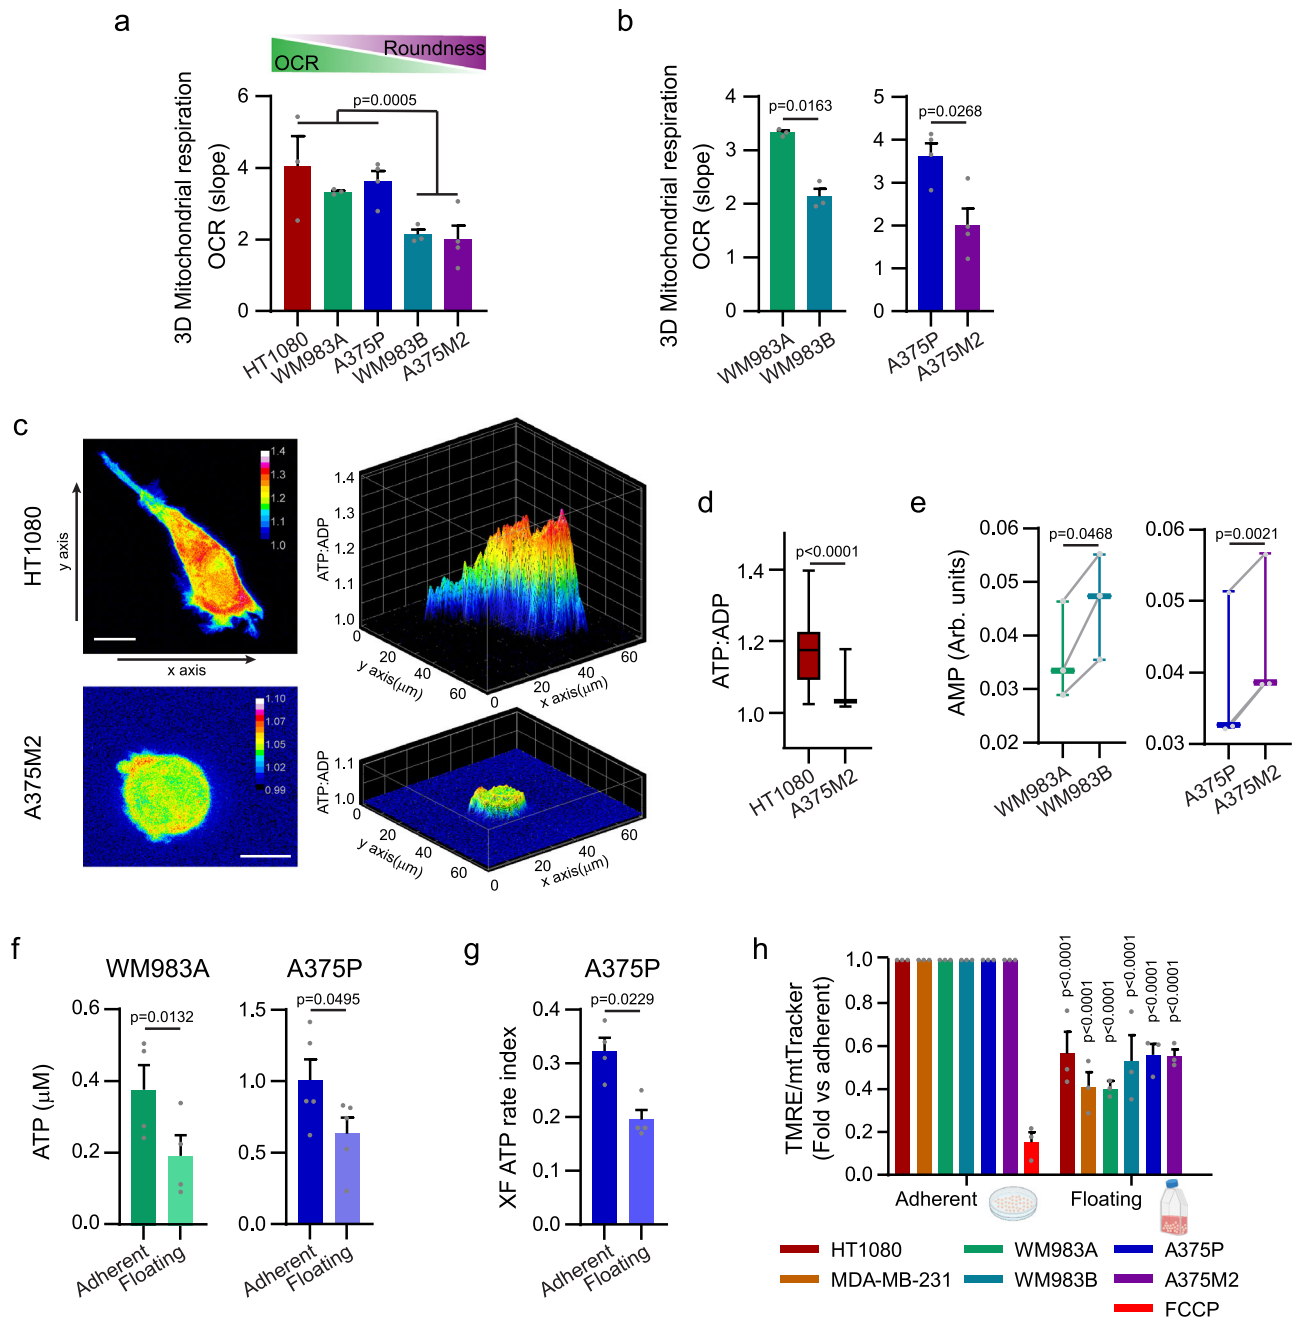 a
OCR
Roundness
3D Mitochondrial respiration
OCR (slope)
6
4
2
0
p=0.0005
HT1080
WM983A
A375P
WM983B
A375M2
b
3D Mitochondrial respiration
OCR (slope)
4
3
2
1
0
p=0.0163
WM983A
WM983B
5
4
3
2
1
0
p=0.0268
A375P
A375M2
c
HT1080
y axis
x axis
1.4
1.3
1.2
1.1
1.0
ATP:ADP
1.4
1.3
1.2
1.1
1.0
0
20
40
60
y axis(μm)
0
20
40
60
x axis(μm)
A375M2
1.10
1.07
1.05
1.02
0.99
ATP:ADP
1.1
1.0
0
20
40
60
y axis(μm)
0
20
40
60
x axis(μm)
d
ATP:ADP
1.4
1.2
1.0
p<0.0001
HT1080
A375M2
e
AMP (Arb. units)
0.06
0.05
0.04
0.03
0.02
p=0.0468
WM983A
WM983B
0.06
0.05
0.04
0.03
p=0.0021
A375P
A375M2
f
WM983A
ATP (μM)
0.6
0.4
0.2
0.0
p=0.0132
Adherent
Floating
A375P
1.5
1.0
0.5
0.0
p=0.0495
Adherent
Floating
g
A375P
XF ATP rate index
0.4
0.3
0.2
0.1
0.0
p=0.0229
Adherent
Floating
h
TMRE/mtTracker
(Fold vs adherent)
1.0
0.8
0.6
0.4
0.2
0.0
p<0.0001
p<0.0001
p<0.0001
p<0.0001
p<0.0001
p<0.0001
Adherent
Floating
HT1080
WM983A
A375P
MDA-MB-231
WM983B
A375M2
FCCP